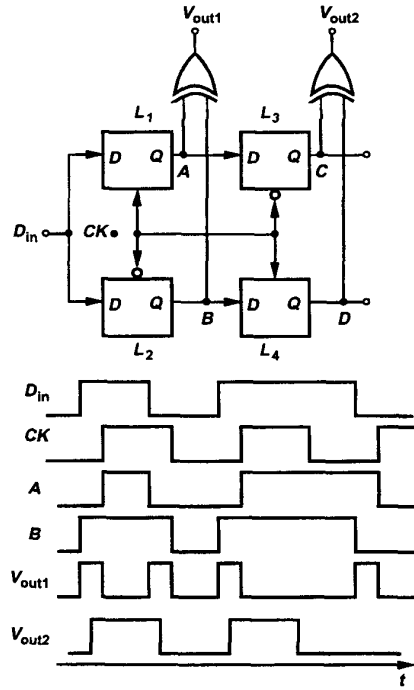 Vout1 Vout2
L1 L3
D Q A D Q C
Din CK
D Q B D Q D
L2 L4
Din
CK
A
B
Vout1
Vout2
t